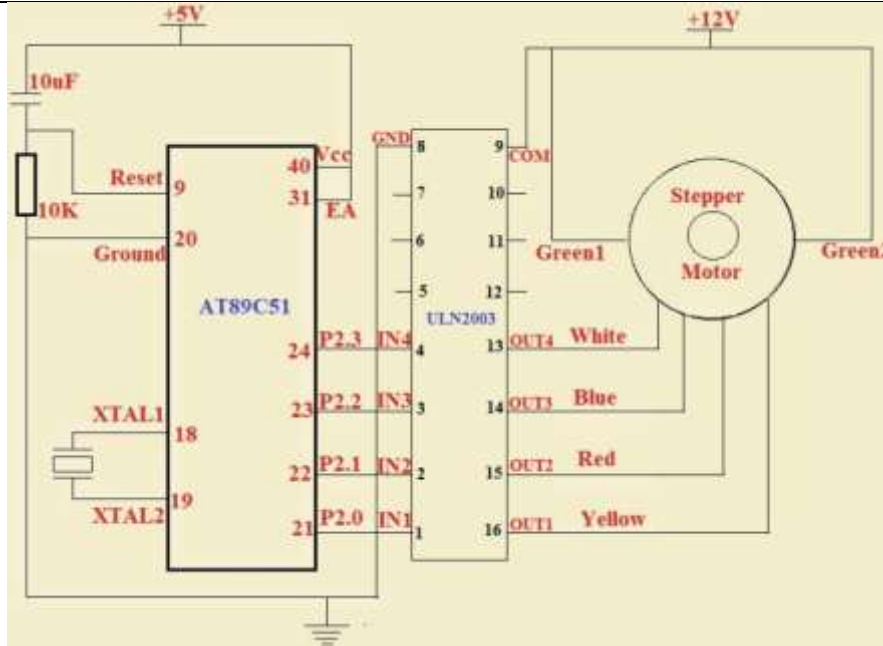 +5V
+12V
10uF
GND 8
9 COM
Vcc
40
Reset 9
31
EA
7
10
10K
20
Ground
6
11
Stepper
Motor
Green1
Green2
AT89C51
5
12
ULN2003
24 P2.3 IN4 4
13 OUT4 White
23 P2.2 IN3 3
14 OUT3 Blue
XTAL1 18
22 P2.1 IN2 2
15 OUT2 Red
19
XTAL2
21 P2.0 IN1 1
16 OUT1 Yellow